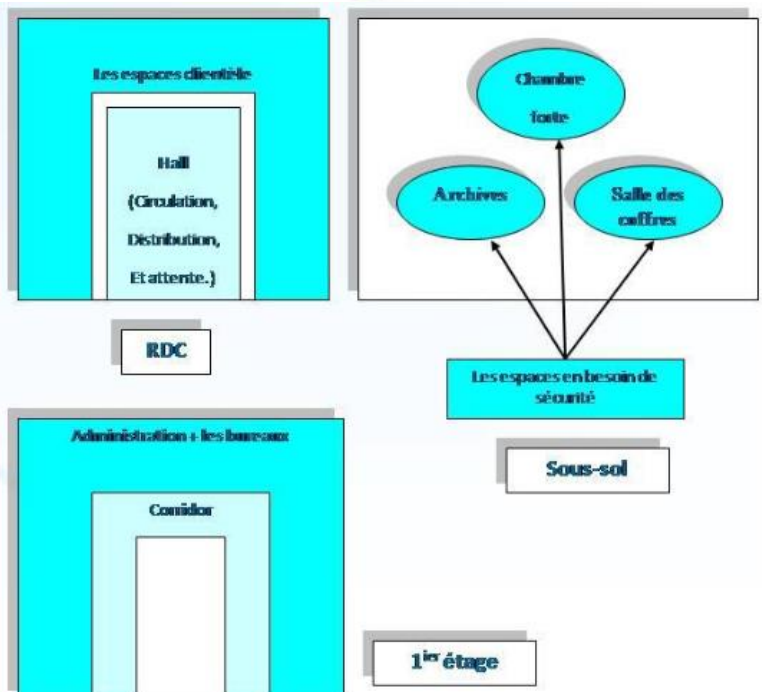 Les espaces clientèle
Hall
(Circulation,
Distribution,
Et attente.)
RDC
Chambre
forte
Archives
Salle des
coffres
Les espaces en besoin de
sécurité
Sous-sol
Administration + les bureaux
Corridor
1ier étage